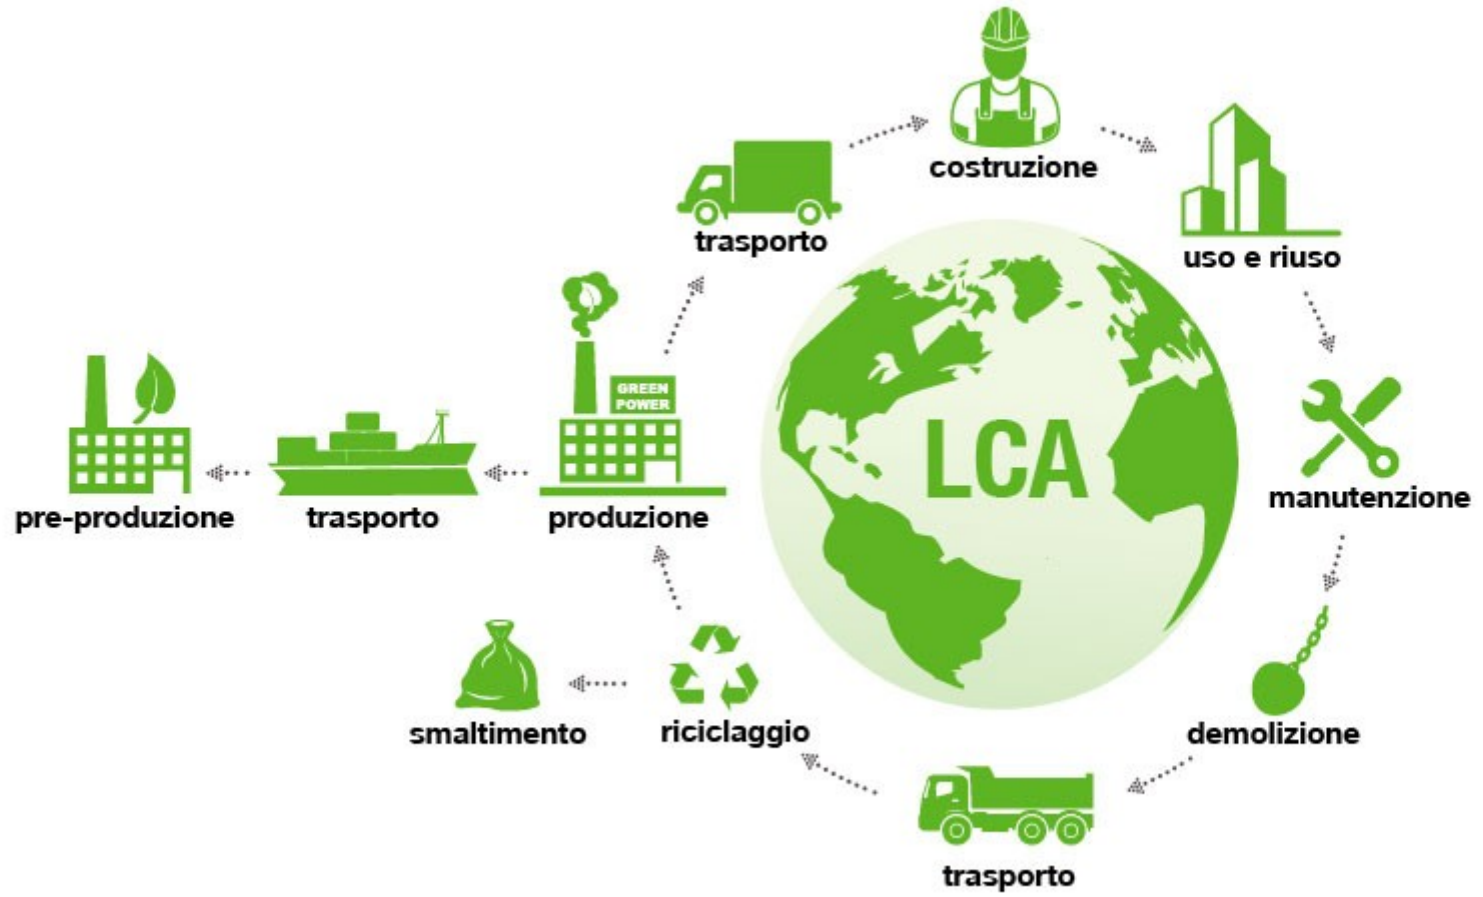 costruzione
trasporto
uso e riuso
GREEN
POWER
LCA
manutenzione
pre-produzione
trasporto
produzione
smaltimento
riciclaggio
demolizione
trasporto